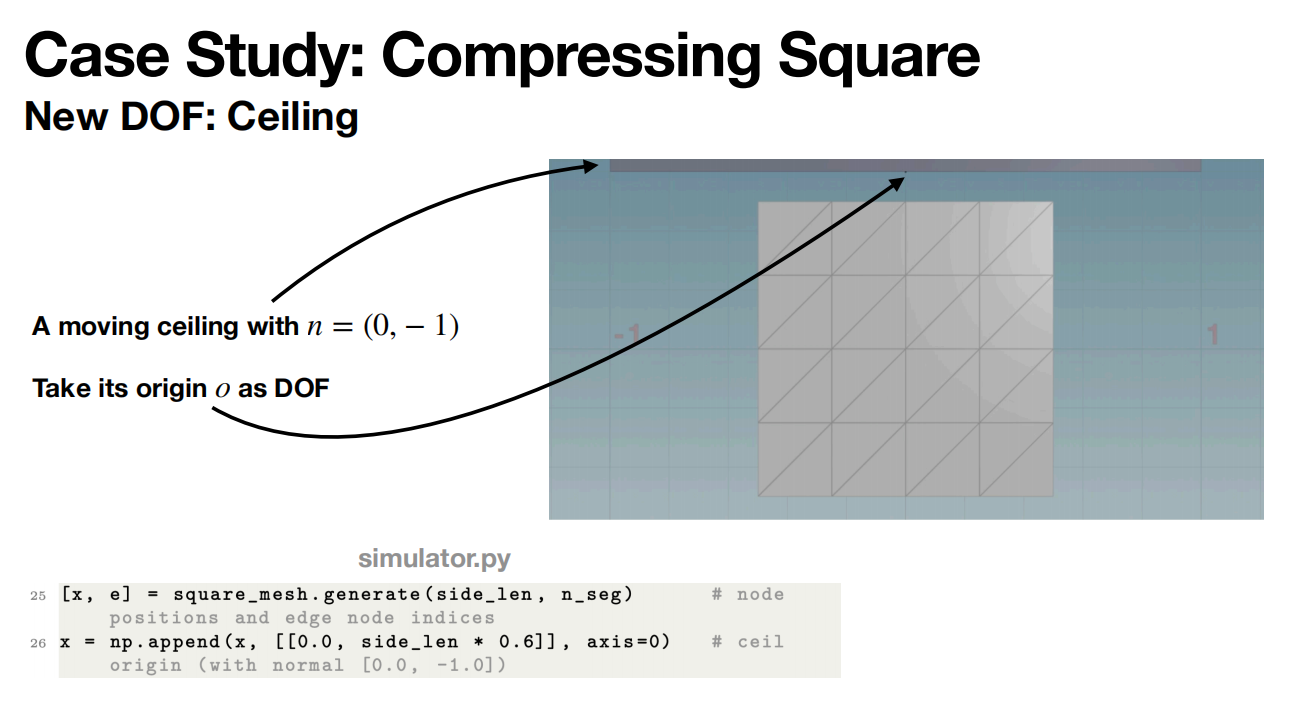 Case Study: Compressing Square
New DOF: Ceiling
A moving ceiling with n = (0, − 1)
-1
1
Take its origin o as DOF
simulator.py
25 [x, e] = square_mesh.generate(side_len, n_seg) # node
positions and edge node indices
26 x = np.append(x, [[0.0, side_len * 0.6]], axis=0) # ceil
origin (with normal [0.0, -1.0])